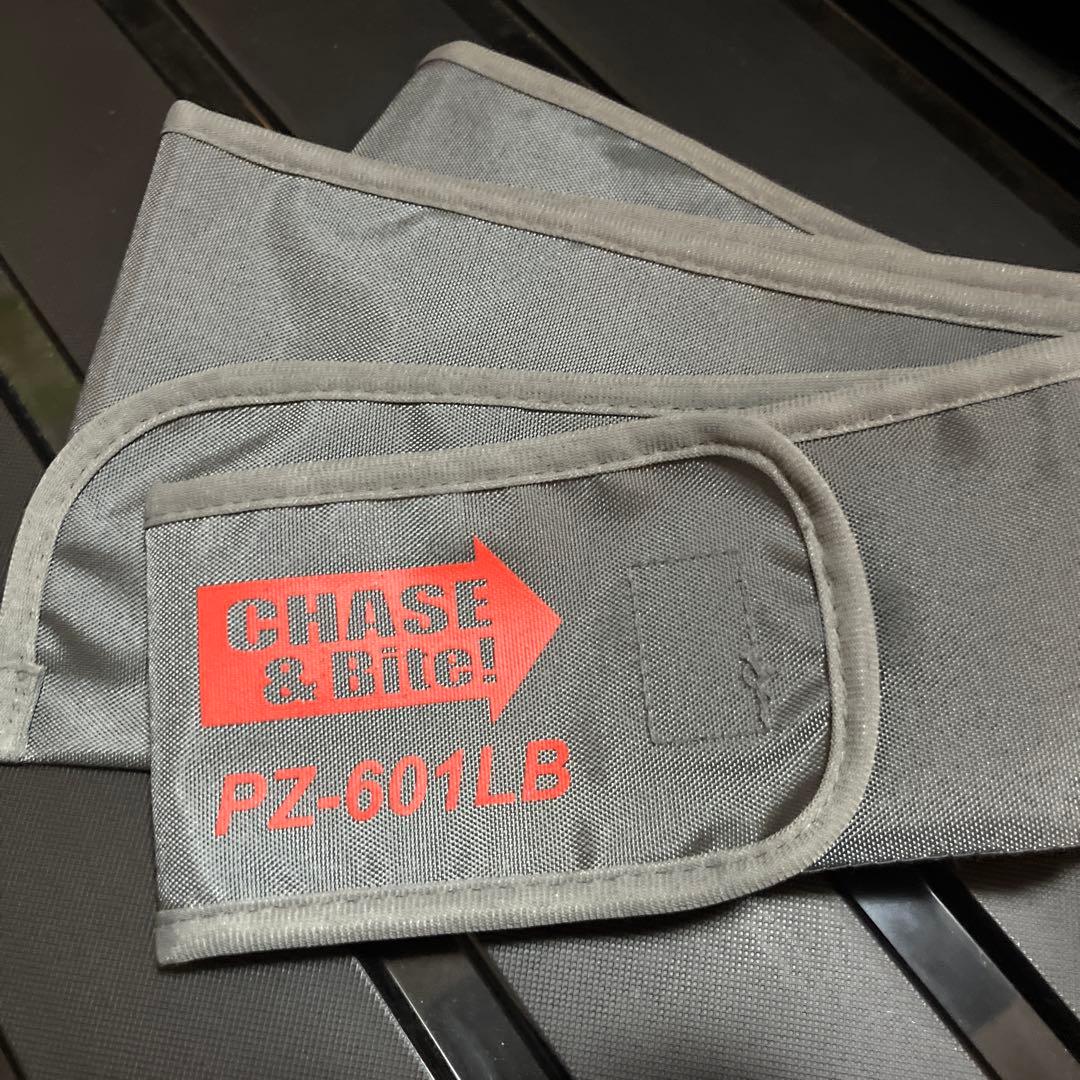 CHASE
& Bite!
PZ-601LB